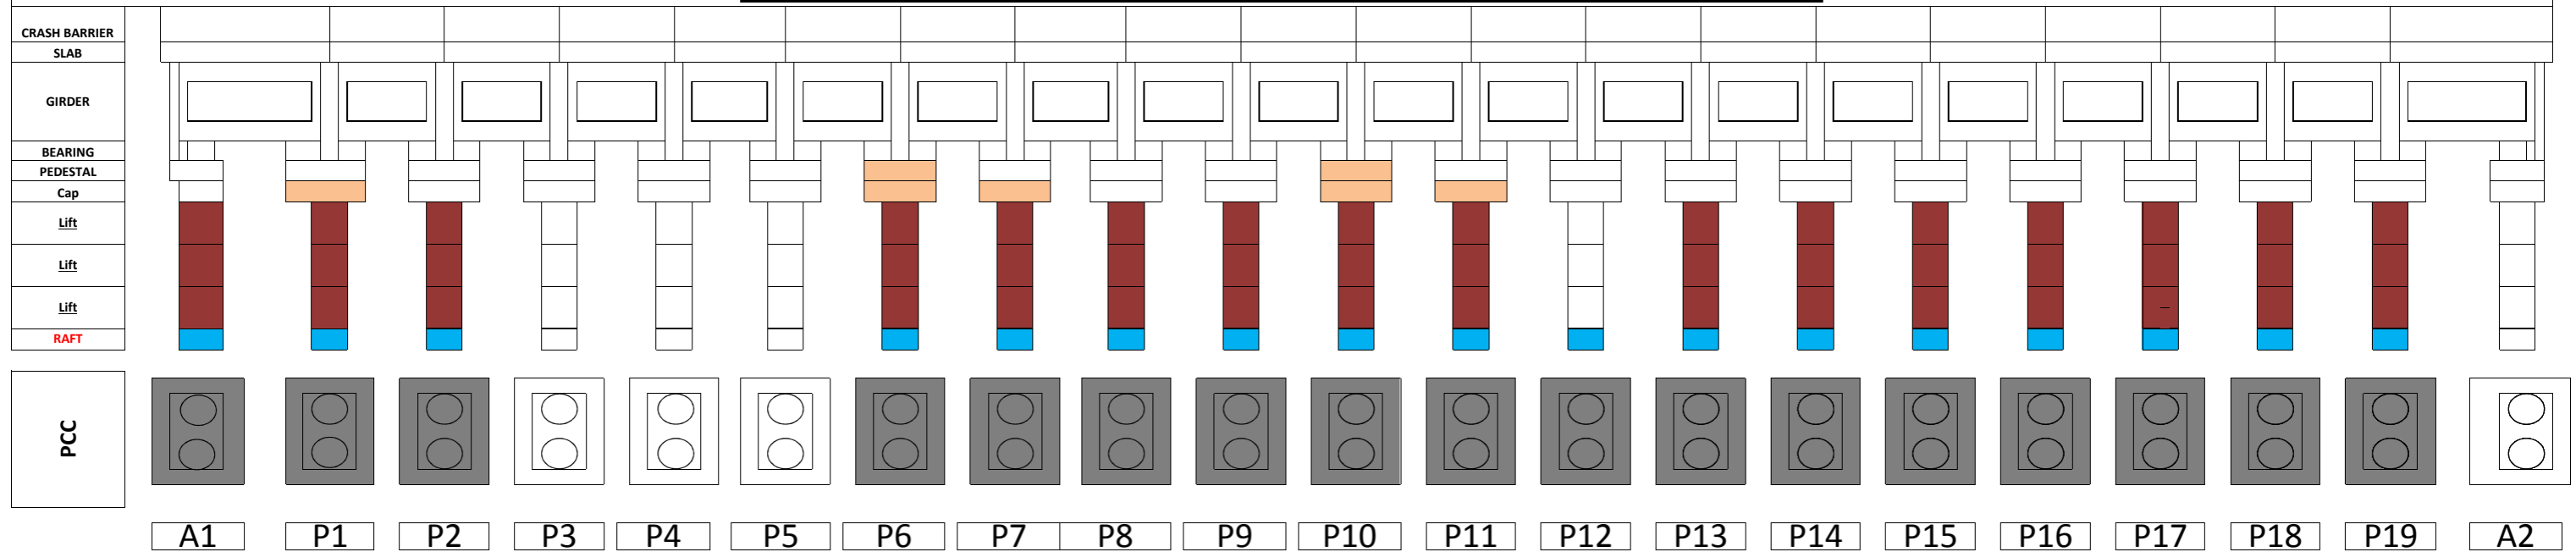 CRASH BARRIER
SLAB
GIRDER
BEARING
PEDESTAL
Cap
Lift
Lift
Lift
RAFT
PCC
A1 P1 P2 P3 P4 P5 P6 P7 P8 P9 P10 P11 P12 P13 P14 P15 P16 P17 P18 P19 A2